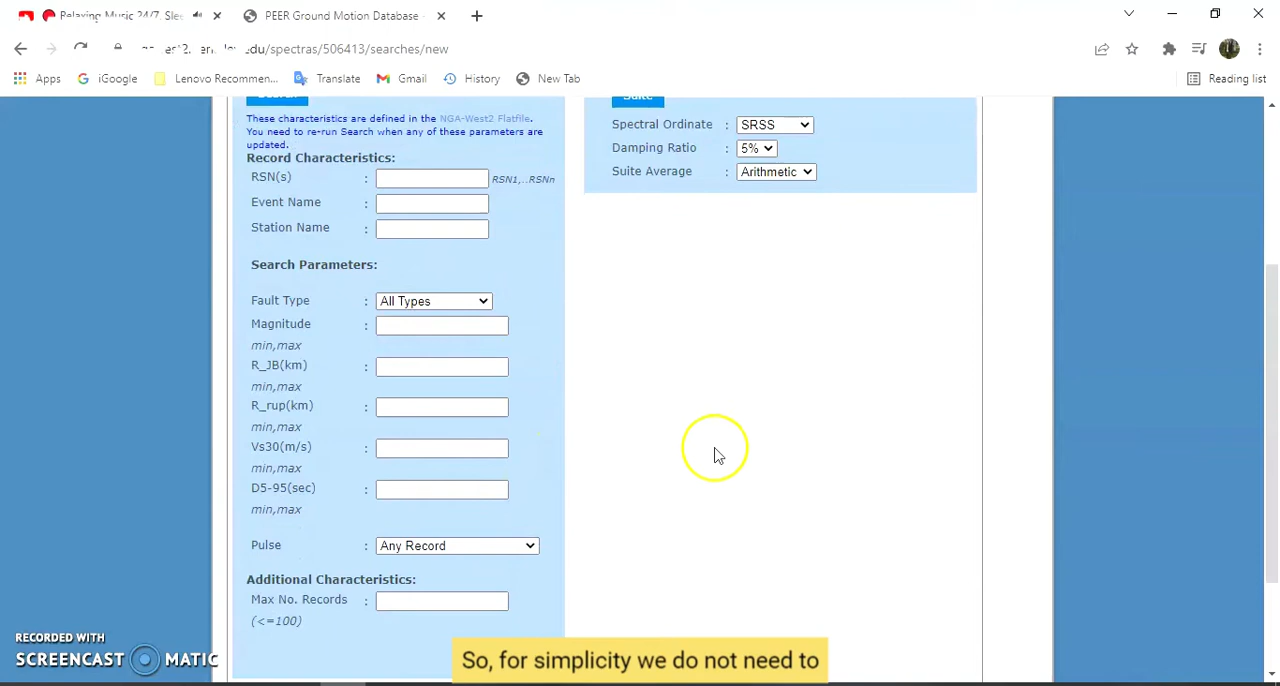 Relaxing Music 24/7, Slee
PEER Ground Motion Database -
.edu/spectras/506413/searches/new
Apps
iGoogle
Lenovo Recommen...
Translate
Gmail
History
New Tab
Reading list
These characteristics are defined in the NGA-West2 Flatfile.
You need to re-run Search when any of these parameters are
updated.
Record Characteristics:
RSN(s) : RSN1,..RSNn
Event Name :
Station Name :
Search Parameters:
Fault Type : All Types
Magnitude :
min,max
R_JB(km) :
min,max
R_rup(km) :
min,max
Vs30(m/s) :
min,max
D5-95(sec) :
min,max
Pulse : Any Record
Additional Characteristics:
Max No. Records :
(<=100)
Suite
Spectral Ordinate : SRSS
Damping Ratio : 5%
Suite Average : Arithmetic
RECORDED WITH
SCREENCAST MATIC
So, for simplicity we do not need to